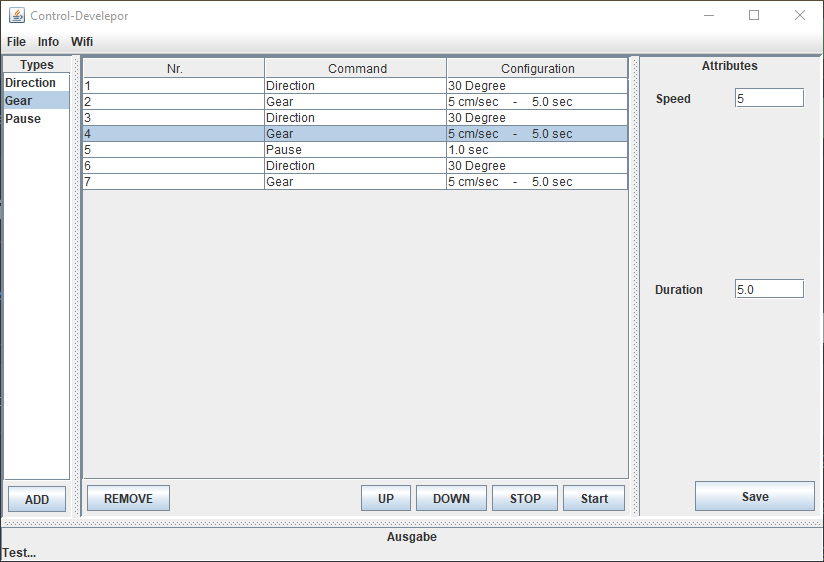 Control-Develepor
File Info Wifi
Types
Direction
Gear
Pause
ADD
Nr. Command Configuration
1 Direction 30 Degree
2 Gear 5 cm/sec - 5.0 sec
3 Direction 30 Degree
4 Gear 5 cm/sec - 5.0 sec
5 Pause 1.0 sec
6 Direction 30 Degree
7 Gear 5 cm/sec - 5.0 sec
REMOVE UP DOWN STOP Start
Attributes
Speed 5
Duration 5.0
Save
Ausgabe
Test...